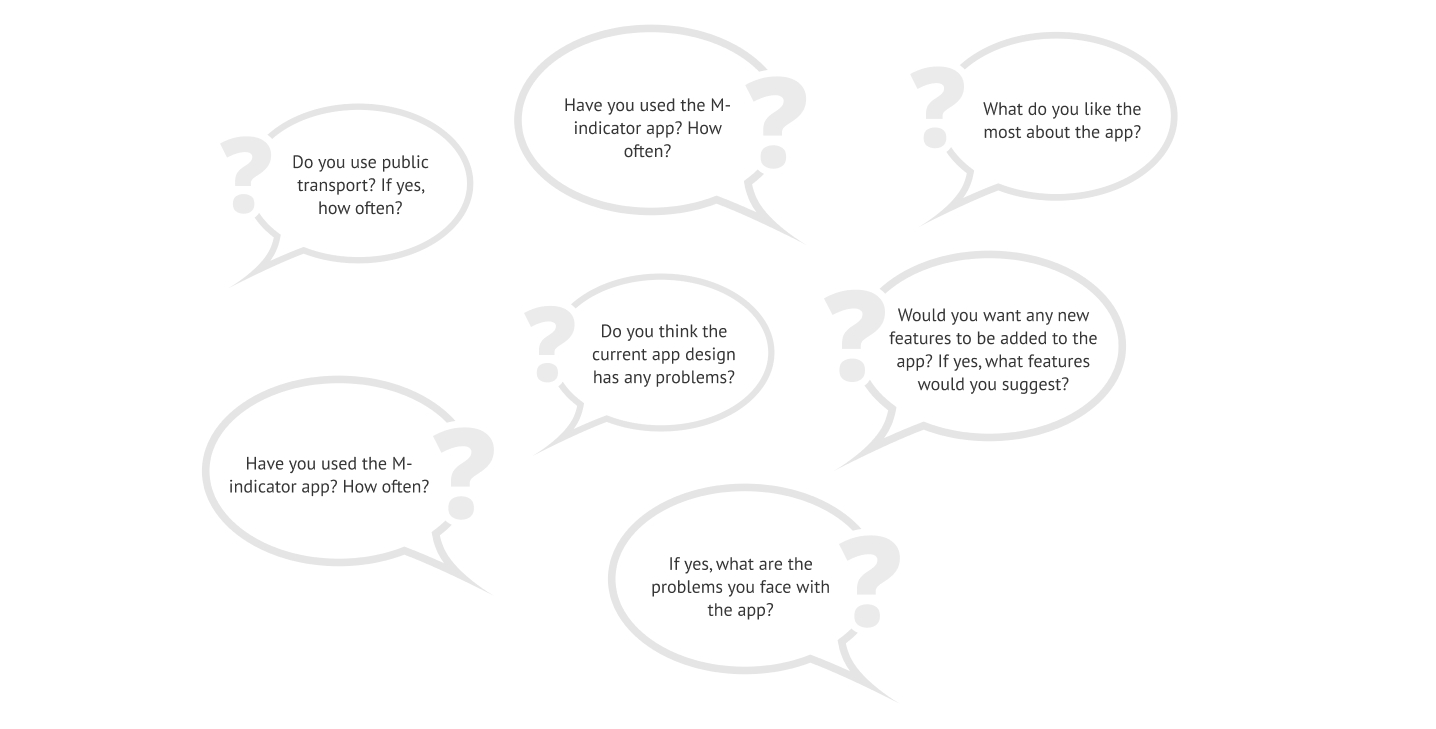 Do you use public
transport? If yes,
how often?
Have you used the M-
indicator app? How
often?
What do you like the
most about the app?
Do you think the
current app design
has any problems?
Would you want any new
features to be added to the
app? If yes, what features
would you suggest?
Have you used the M-
indicator app? How often?
If yes, what are the
problems you face with
the app?